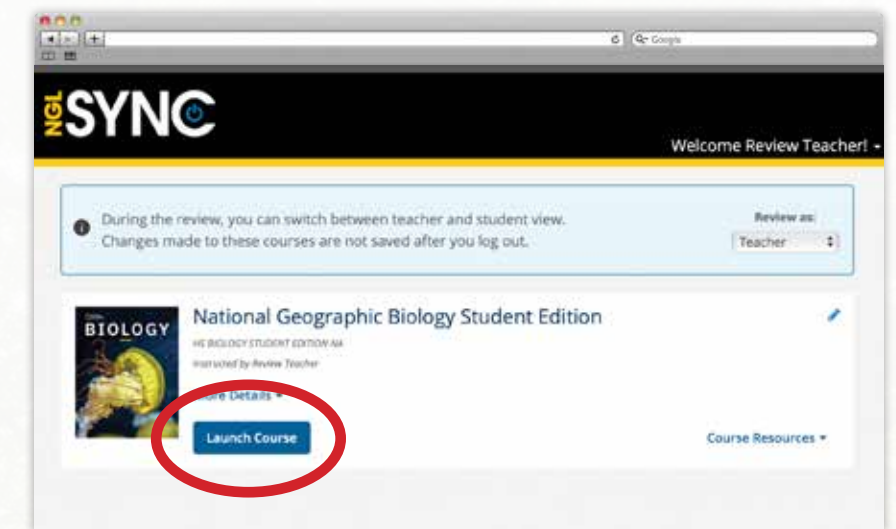 Google
NGL SYNC
Welcome Review Teacher!
During the review, you can switch between teacher and student view.
Changes made to these courses are not saved after you log out.
Review as:
Teacher
BIOLOGY
National Geographic Biology Student Edition
HS BIOLOGY STUDENT EDITION NA
Instructed by Review Teacher
More Details
Launch Course
Course Resources